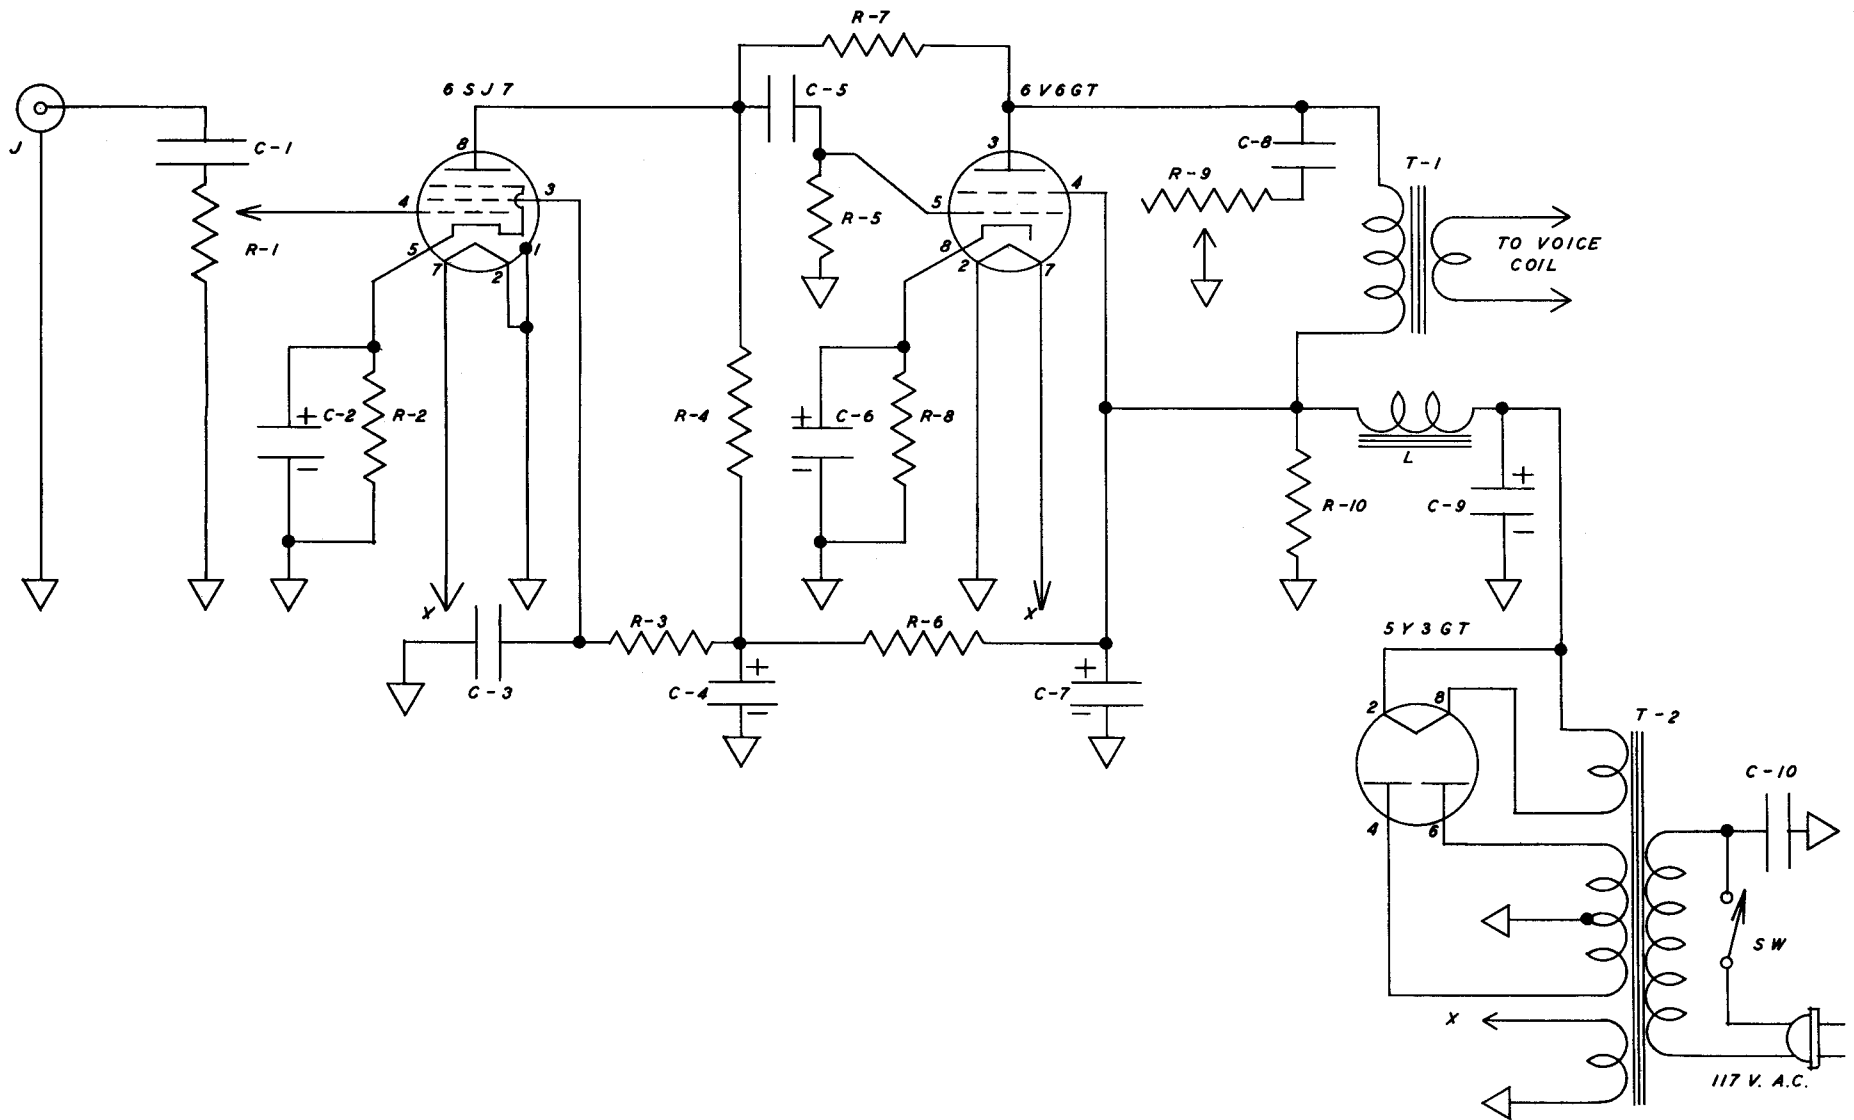 R-7
6SJ7
C-5
6V6GT
J
C-1
8
3
C-8
T-1
3
4
R-9
4
5
R-1
R-5
TO VOICE
COIL
5
1
8
7
2
2
7
C-2
R-2
R-4
C-6
R-8
L
+
-
+
-
R-10
C-9
+
-
X
X
R-3
R-6
5Y3GT
C-3
C-4
+
-
C-7
+
-
2
8
T-2
C-10
4
6
SW
X
117 V. A.C.